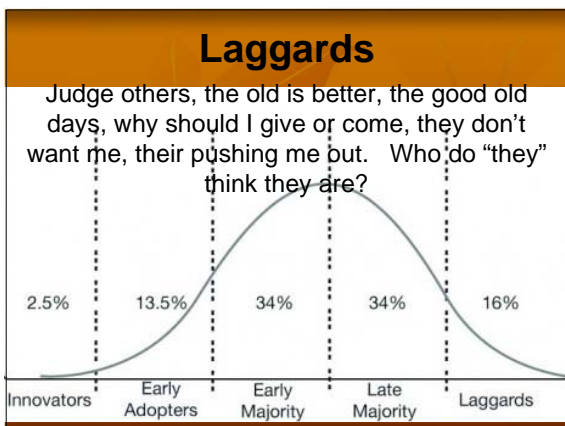 Laggards
Judge others, the old is better, the good old
days, why should I give or come, they don't
want me, their pushing me out.   Who do “they”
think they are?
2.5% 13.5% 34% 34% 16%
Innovators Early Adopters Early Majority Late Majority Laggards